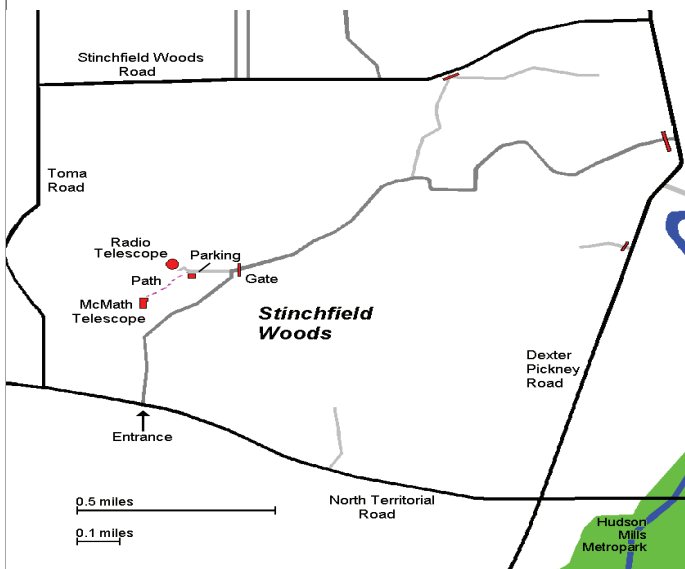 Stinchfield Woods
Road
Toma
Road
Radio
Telescope
Parking
Path
Gate
McMath
Telescope
Stinchfield
Woods
Dexter
Pickney
Road
Entrance
0.5 miles
0.1 miles
North Territorial
Road
Hudson
Mills
Metropark